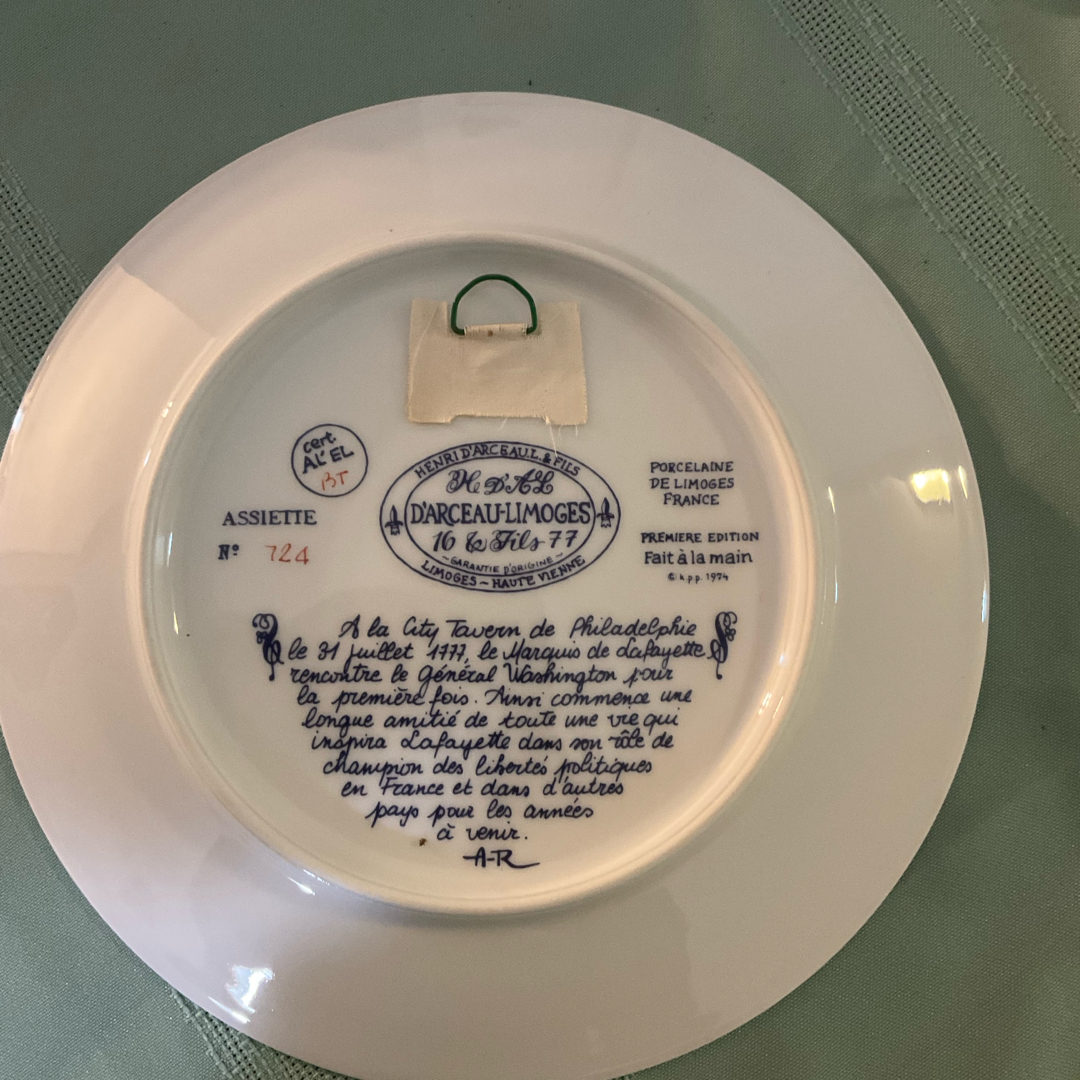 cert.
AL'EL
BT
ASSIETTE
Nº 724
HENRI D'ARCEAU L. & FILS
H D'AL
D'ARCEAU-LIMOGES
16 & Fils 77
~GARANTIE D'ORIGINE~
LIMOGES ~ HAUTE VIENNE
PORCELAINE
DE LIMOGES
FRANCE
PREMIERE EDITION
Fait à la main
© k.p.p. 1974
A la City Tavern de Philadelphie
le 31 juillet 1777, le Marquis de Lafayette
rencontre le Général Washington pour
la première fois. Ainsi commence une
longue amitié de toute une vie qui
inspira Lafayette dans son rôle de
champion des libertés politiques
en France et dans d'autres
pays pour les années
à venir.
A-R